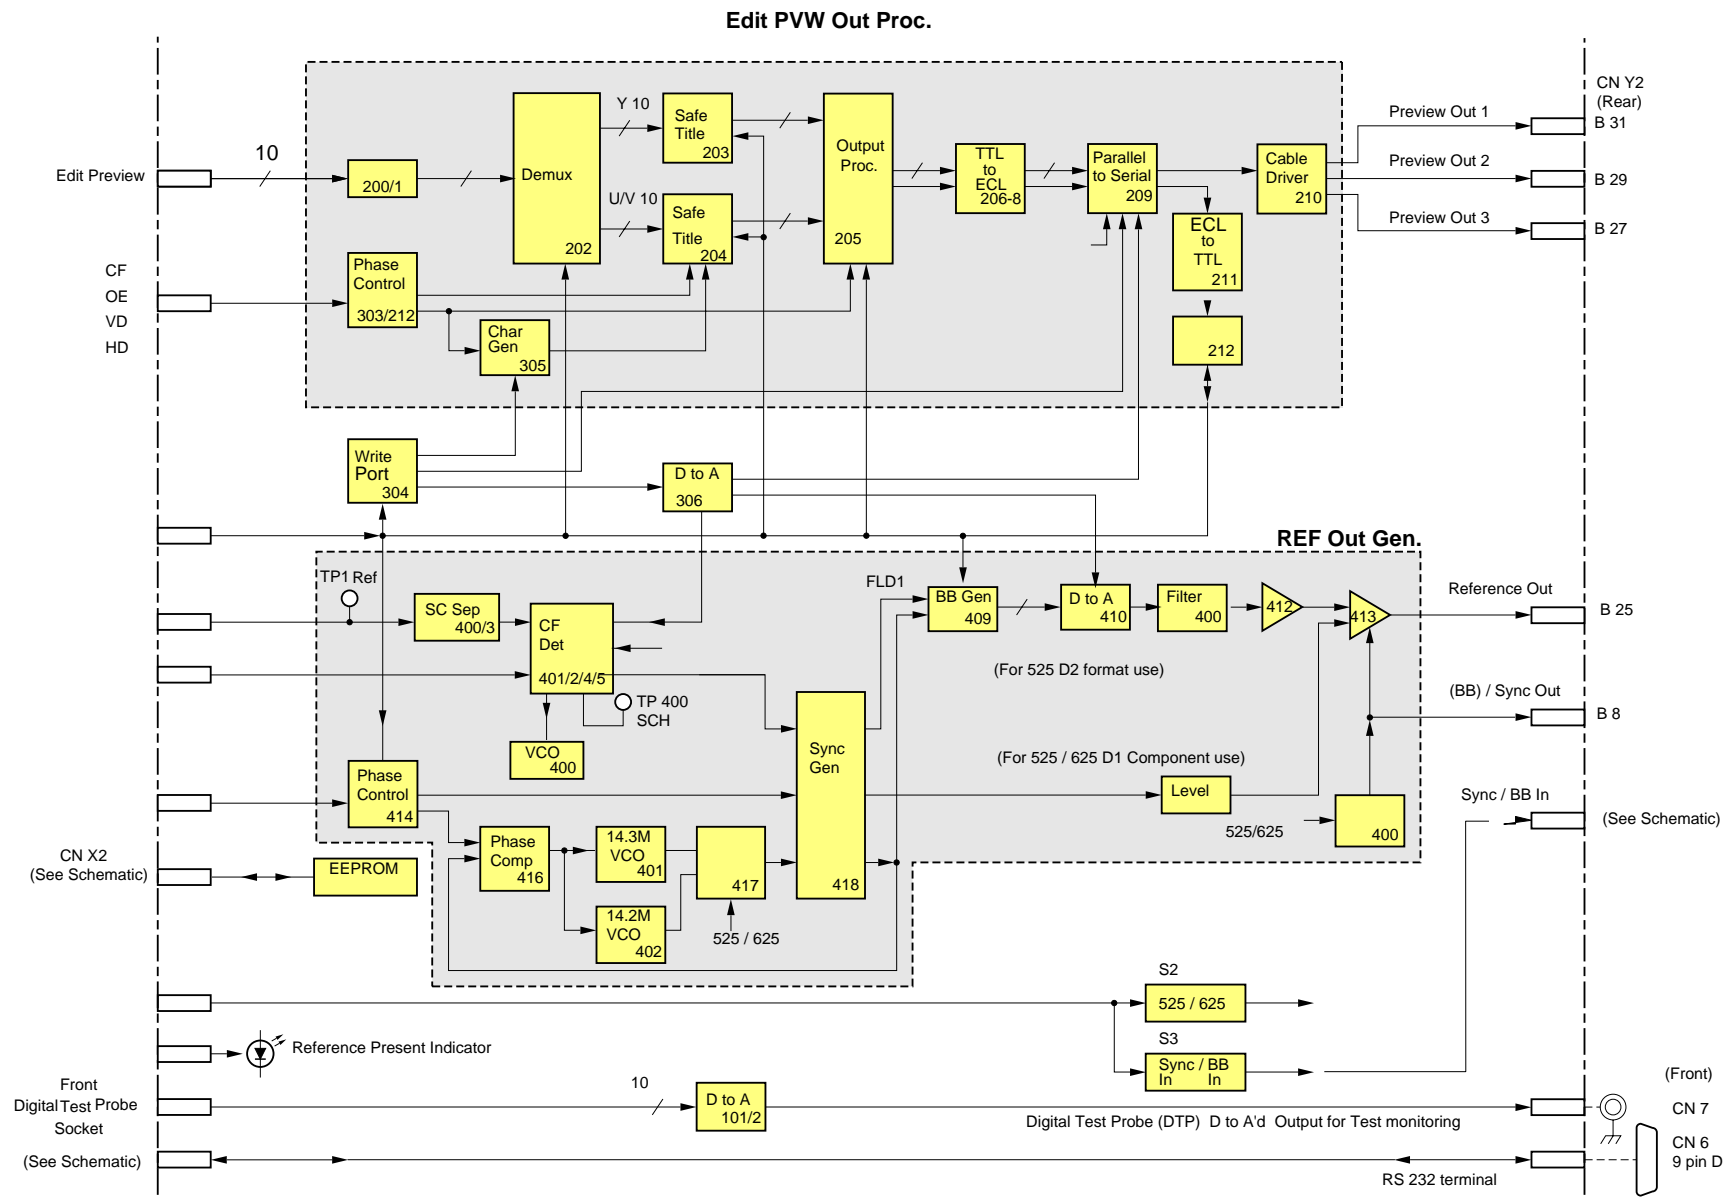 Edit PVW Out Proc.
CN Y2
(Rear)
Preview Out 1
B 31
Preview Out 2
B 29
Preview Out 3
B 27
Edit Preview
10
200/1
Demux
202
Y 10
Safe
Title
203
U/V 10
Safe
Title
204
Output
Proc.
205
TTL
to
ECL
206-8
Parallel
to Serial
209
Cable
Driver
210
ECL
to
TTL
211
212
CF
OE
VD
HD
Phase
Control
303/212
Char
Gen
305
Write
Port
304
D to A
306
REF Out Gen.
TP1 Ref
SC Sep
400/3
CF
Det
401/2/4/5
TP 400
SCH
VCO
400
FLD1
BB Gen
409
D to A
410
Filter
400
412
413
Reference Out
B 25
(For 525 D2 format use)
(BB) / Sync Out
B 8
Sync
Gen
418
(For 525 / 625 D1 Component use)
Level
525/625
400
Sync / BB In
(See Schematic)
Phase
Control
414
Phase
Comp
416
14.3M
VCO
401
14.2M
VCO
402
417
525 / 625
CN X2
(See Schematic)
EEPROM
S2
525 / 625
S3
Sync / BB
In In
Reference Present Indicator
Front
Digital Test Probe
Socket
10
D to A
101/2
Digital Test Probe (DTP) D to A'd Output for Test monitoring
(Front)
CN 7
CN 6
9 pin D
(See Schematic)
RS 232 terminal